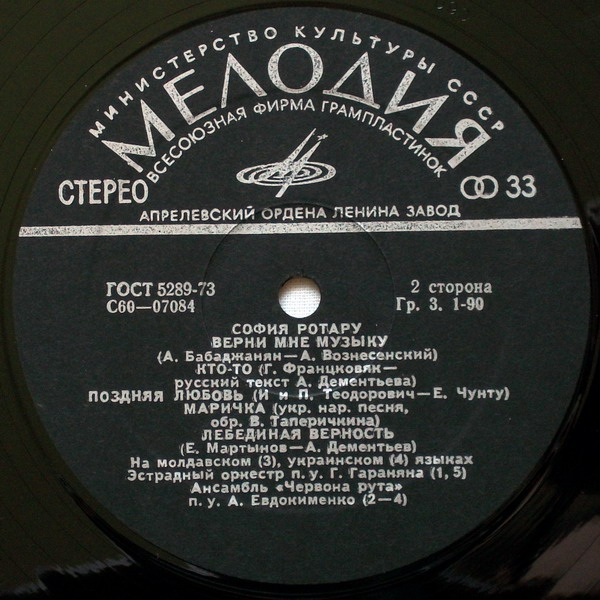 МИНИСТЕРСТВО КУЛЬТУРЫ СССР
МЕЛОДИЯ
ВСЕСОЮЗНАЯ ФИРМА ГРАМПЛАСТИНОК
СТЕРЕО 33
АПРЕЛЕВСКИЙ ОРДЕНА ЛЕНИНА ЗАВОД
ГОСТ 5289-73 2 сторона
С60—07084 Гр. 3. 1-90
СОФИЯ РОТАРУ
ВЕРНИ МНЕ МУЗЫКУ
(А. Бабаджанян—А. Вознесенский)
КТО-ТО (Г. Францковяк—
русский текст А. Дементьева)
ПОЗДНЯЯ ЛЮБОВЬ (И и П. Теодорович—Е. Чунту)
МАРИЧКА (укр. нар. песня,
обр. В. Таперичкина)
ЛЕБЕДИНАЯ ВЕРНОСТЬ
(Е. Мартынов—А. Дементьев)
На молдавском (3), украинском (4) языках
Эстрадный оркестр п. у. Г. Гараняна (1, 5)
Ансамбль «Червона рута»
п. у. А. Евдокименко (2—4)